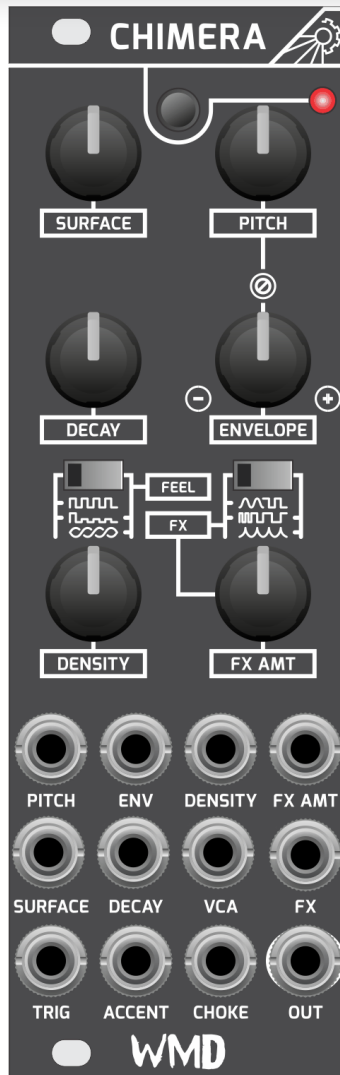 CHIMERA
SURFACE PITCH
DECAY ENVELOPE
FEEL
FX
DENSITY FX AMT
PITCH ENV DENSITY FX AMT
SURFACE DECAY VCA FX
TRIG ACCENT CHOKE OUT
WMD